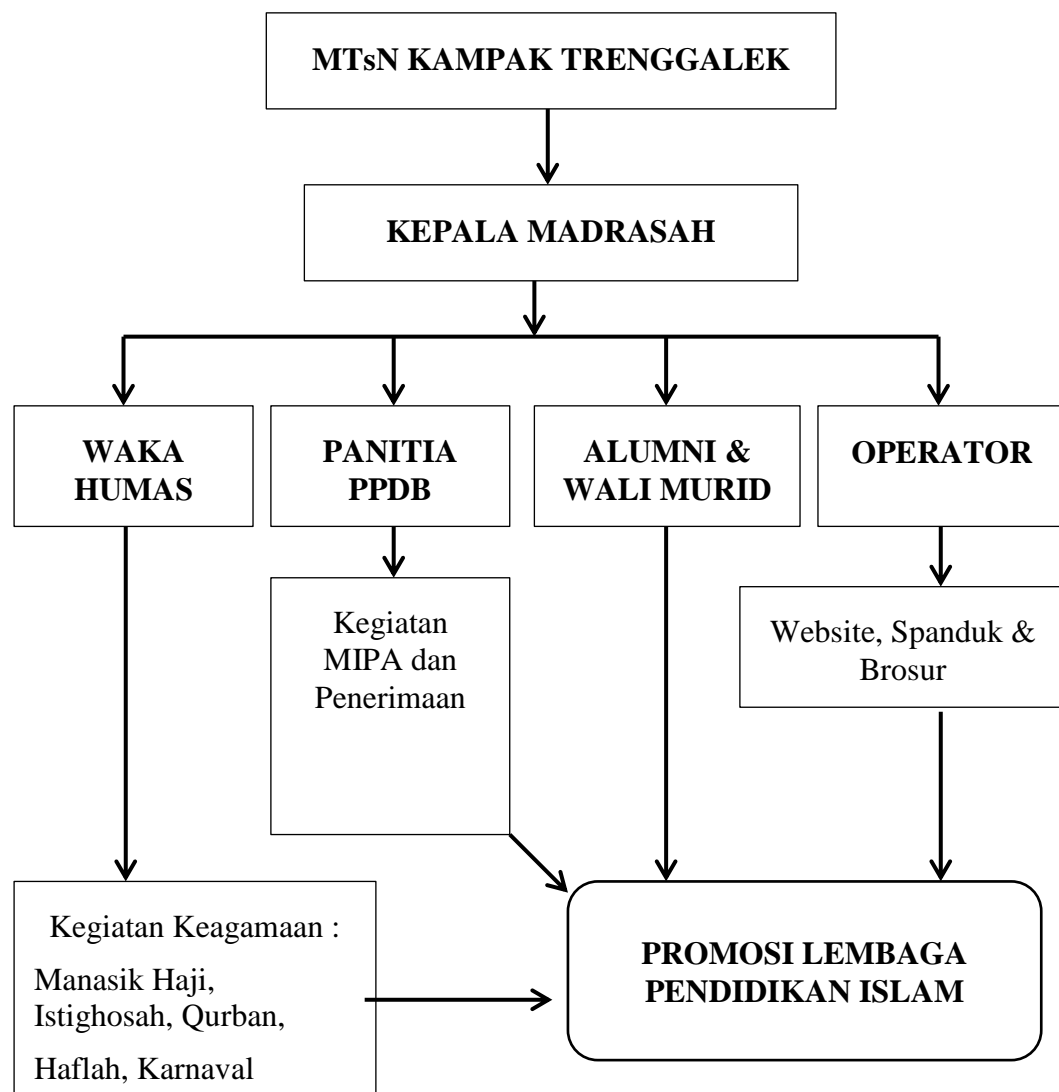 MTsN KAMPAK TRENGGALEK
KEPALA MADRASAH
WAKA
HUMAS
PANITIA
PPDB
ALUMNI &
WALI MURID
OPERATOR
Kegiatan
MIPA dan
Penerimaan
Website, Spanduk &
Brosur
Kegiatan Keagamaan :
Manasik Haji,
Istighosah, Qurban,
Haflah, Karnaval
PROMOSI LEMBAGA
PENDIDIKAN ISLAM